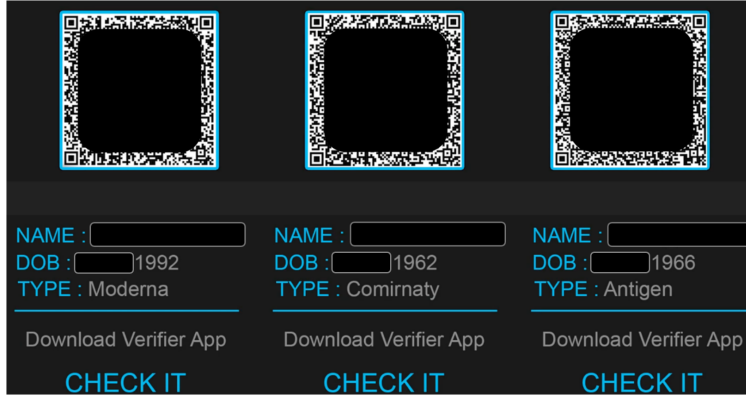 NAME :
DOB : 1992
TYPE : Moderna
Download Verifier App
CHECK IT
NAME :
DOB : 1962
TYPE : Comirnaty
Download Verifier App
CHECK IT
NAME :
DOB : 1966
TYPE : Antigen
Download Verifier App
CHECK IT